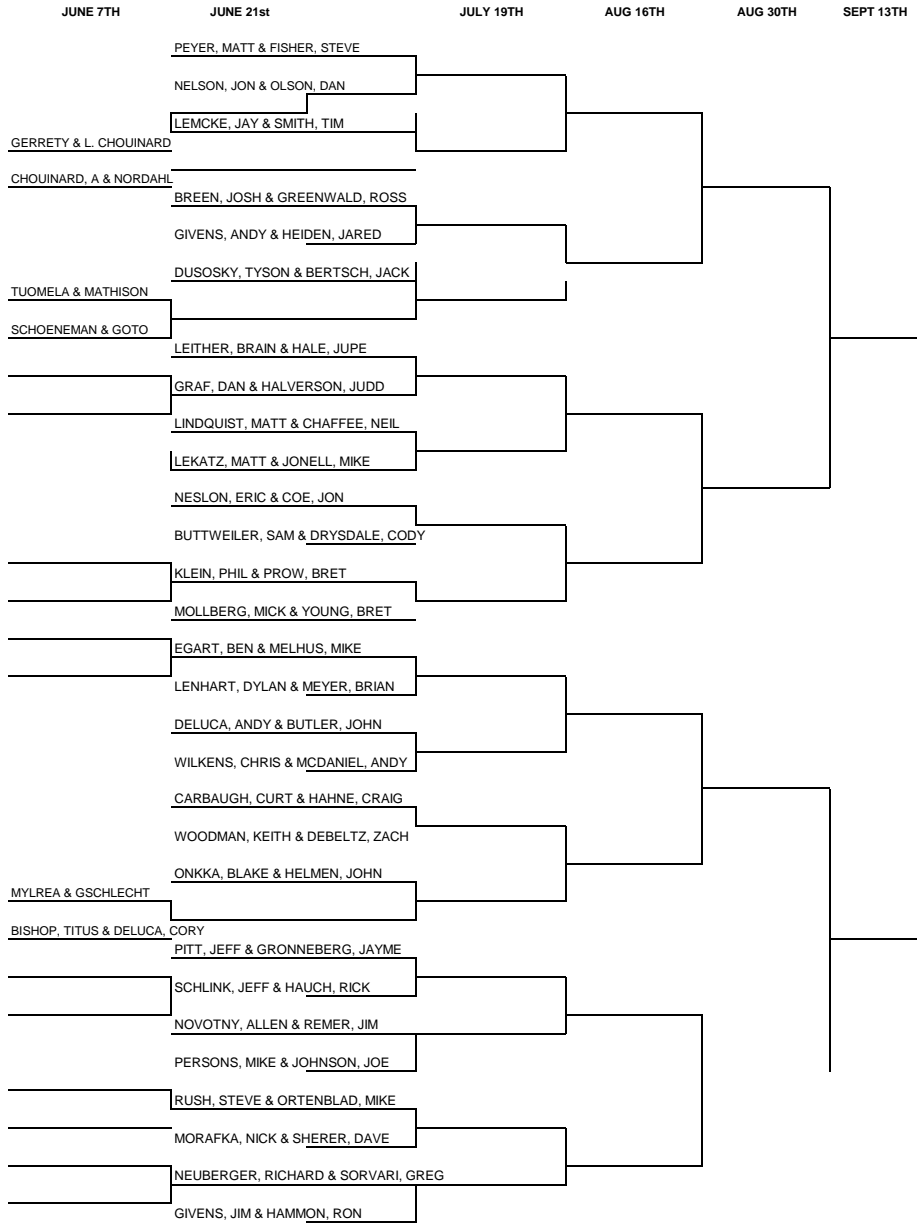 JUNE 7TH JUNE 21st JULY 19TH AUG 16TH AUG 30TH SEPT 13TH
PEYER, MATT & FISHER, STEVE
NELSON, JON & OLSON, DAN
LEMCKE, JAY & SMITH, TIM
GERRETY & L. CHOUINARD
CHOUINARD, A & NORDAHL
BREEN, JOSH & GREENWALD, ROSS
GIVENS, ANDY & HEIDEN, JARED
DUSOSKY, TYSON & BERTSCH, JACK
TUOMELA & MATHISON
SCHOENEMAN & GOTO
LEITHER, BRAIN & HALE, JUPE
GRAF, DAN & HALVERSON, JUDD
LINDQUIST, MATT & CHAFFEE, NEIL
LEKATZ, MATT & JONELL, MIKE
NESLON, ERIC & COE, JON
BUTTWEILER, SAM & DRYSDALE, CODY
KLEIN, PHIL & PROW, BRET
MOLLBERG, MICK & YOUNG, BRET
EGART, BEN & MELHUS, MIKE
LENHART, DYLAN & MEYER, BRIAN
DELUCA, ANDY & BUTLER, JOHN
WILKENS, CHRIS & MCDANIEL, ANDY
CARBAUGH, CURT & HAHNE, CRAIG
WOODMAN, KEITH & DEBELTZ, ZACH
ONKKA, BLAKE & HELMEN, JOHN
MYLREA & GSCHLECHT
BISHOP, TITUS & DELUCA, CORY
PITT, JEFF & GRONNEBERG, JAYME
SCHLINK, JEFF & HAUCH, RICK
NOVOTNY, ALLEN & REMER, JIM
PERSONS, MIKE & JOHNSON, JOE
RUSH, STEVE & ORTENBLAD, MIKE
MORAFKA, NICK & SHERER, DAVE
NEUBERGER, RICHARD & SORVARI, GREG
GIVENS, JIM & HAMMON, RON